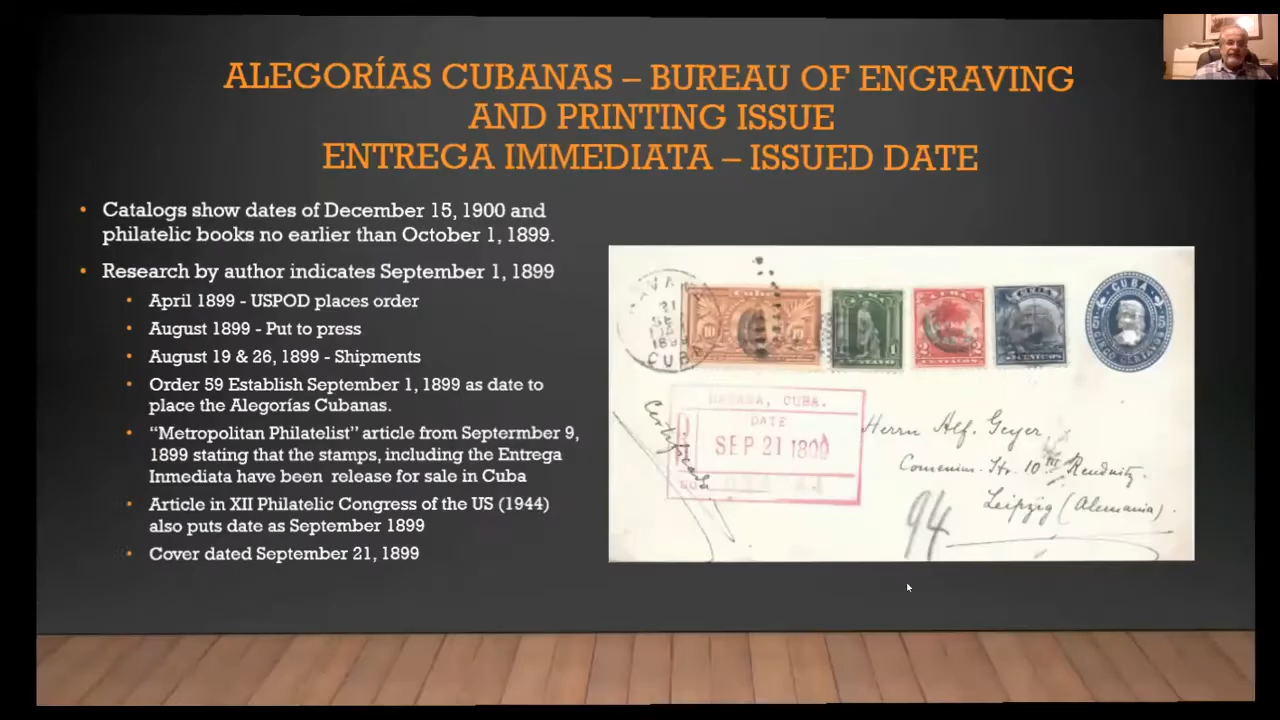 ALEGORÍAS CUBANAS – BUREAU OF ENGRAVING
AND PRINTING ISSUE
ENTREGA IMMEDIATA – ISSUED DATE
• Catalogs show dates of December 15, 1900 and
philatelic books no earlier than October 1, 1899.
• Research by author indicates September 1, 1899
• April 1899 - USPOD places order
• August 1899 - Put to press
• August 19 & 26, 1899 - Shipments
• Order 59 Establish September 1, 1899 as date to
place the Alegorías Cubanas.
• “Metropolitan Philatelist” article from Septermber 9,
1899 stating that the stamps, including the Entrega
Inmediata have been release for sale in Cuba
• Article in XII Philatelic Congress of the US (1944)
also puts date as September 1899
• Cover dated September 21, 1899
CUBA
HAVANA, CUBA.
DATE
SEP 21 1899
Herrn Alf. Geyer
Leipzig (Alemania).
94